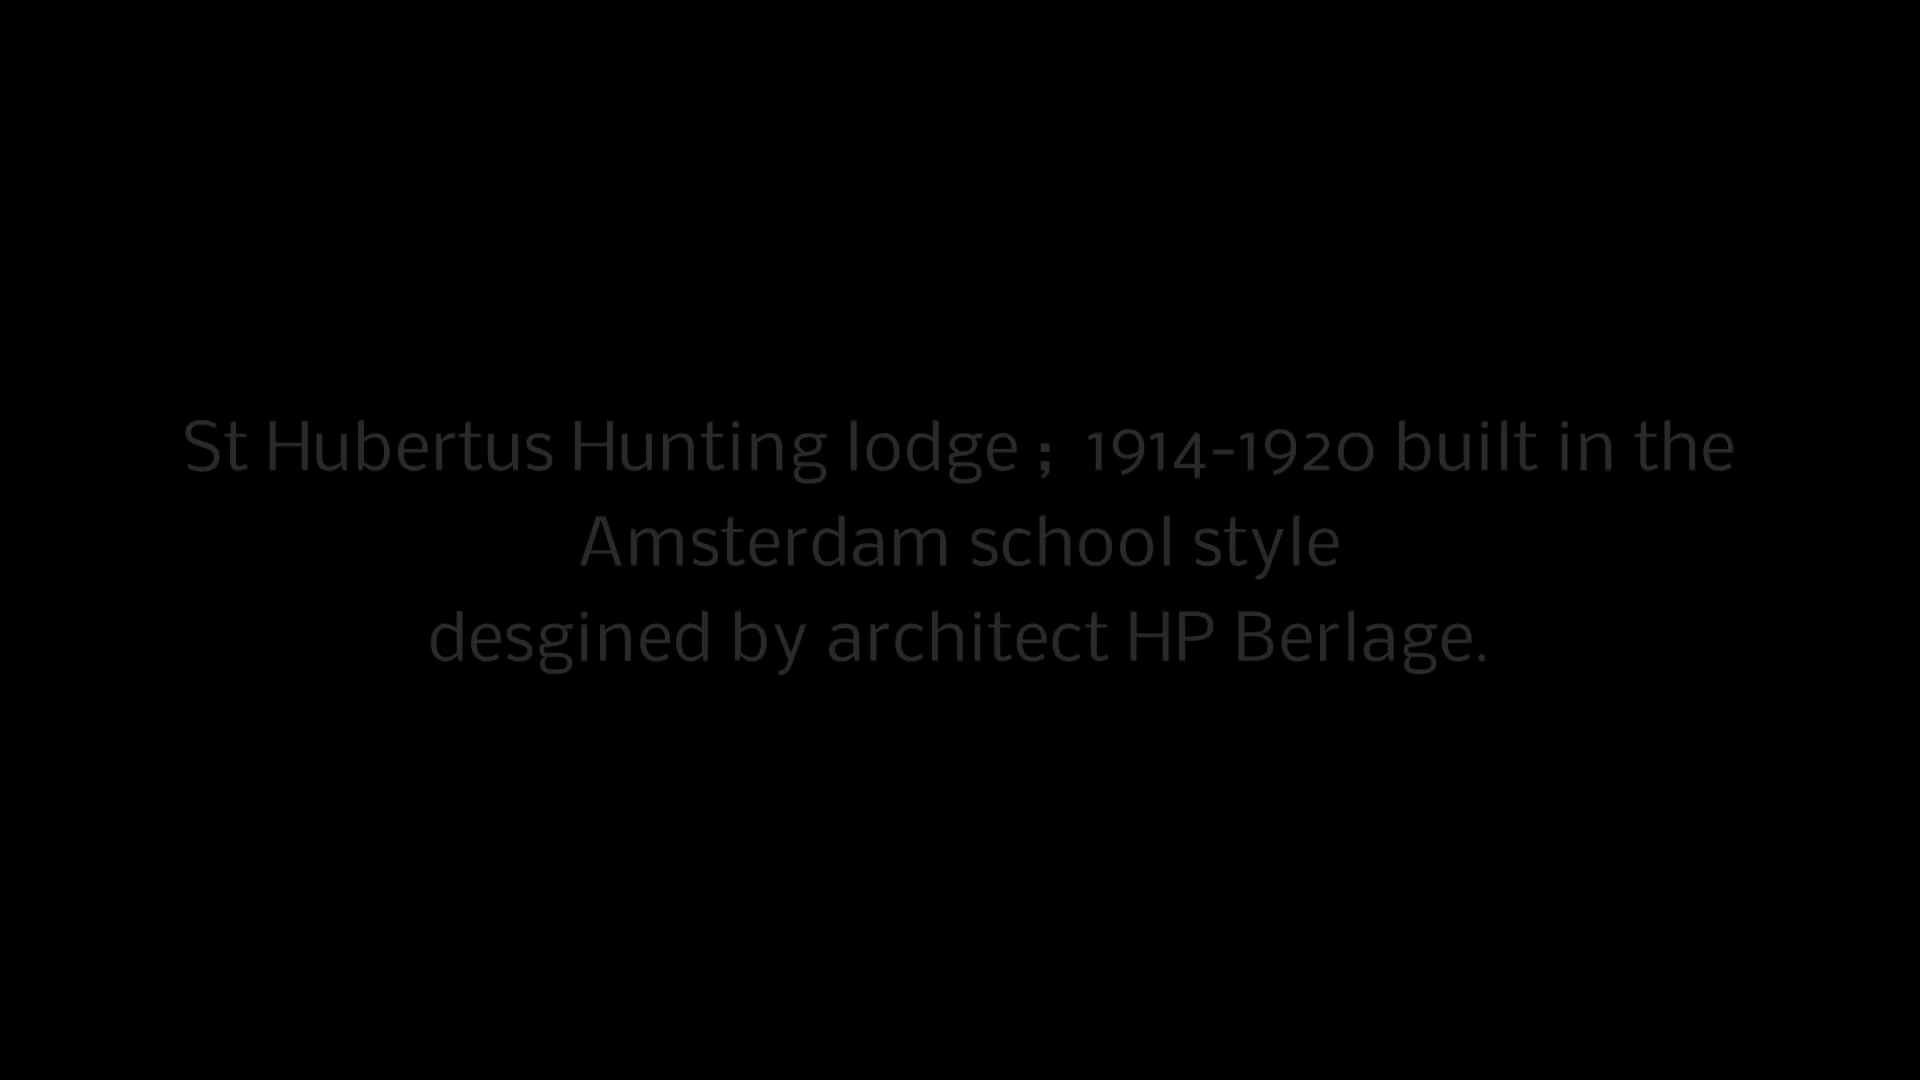 St Hubertus Hunting lodge ; 1914-1920 built in the
Amsterdam school style
desgined by architect HP Berlage.